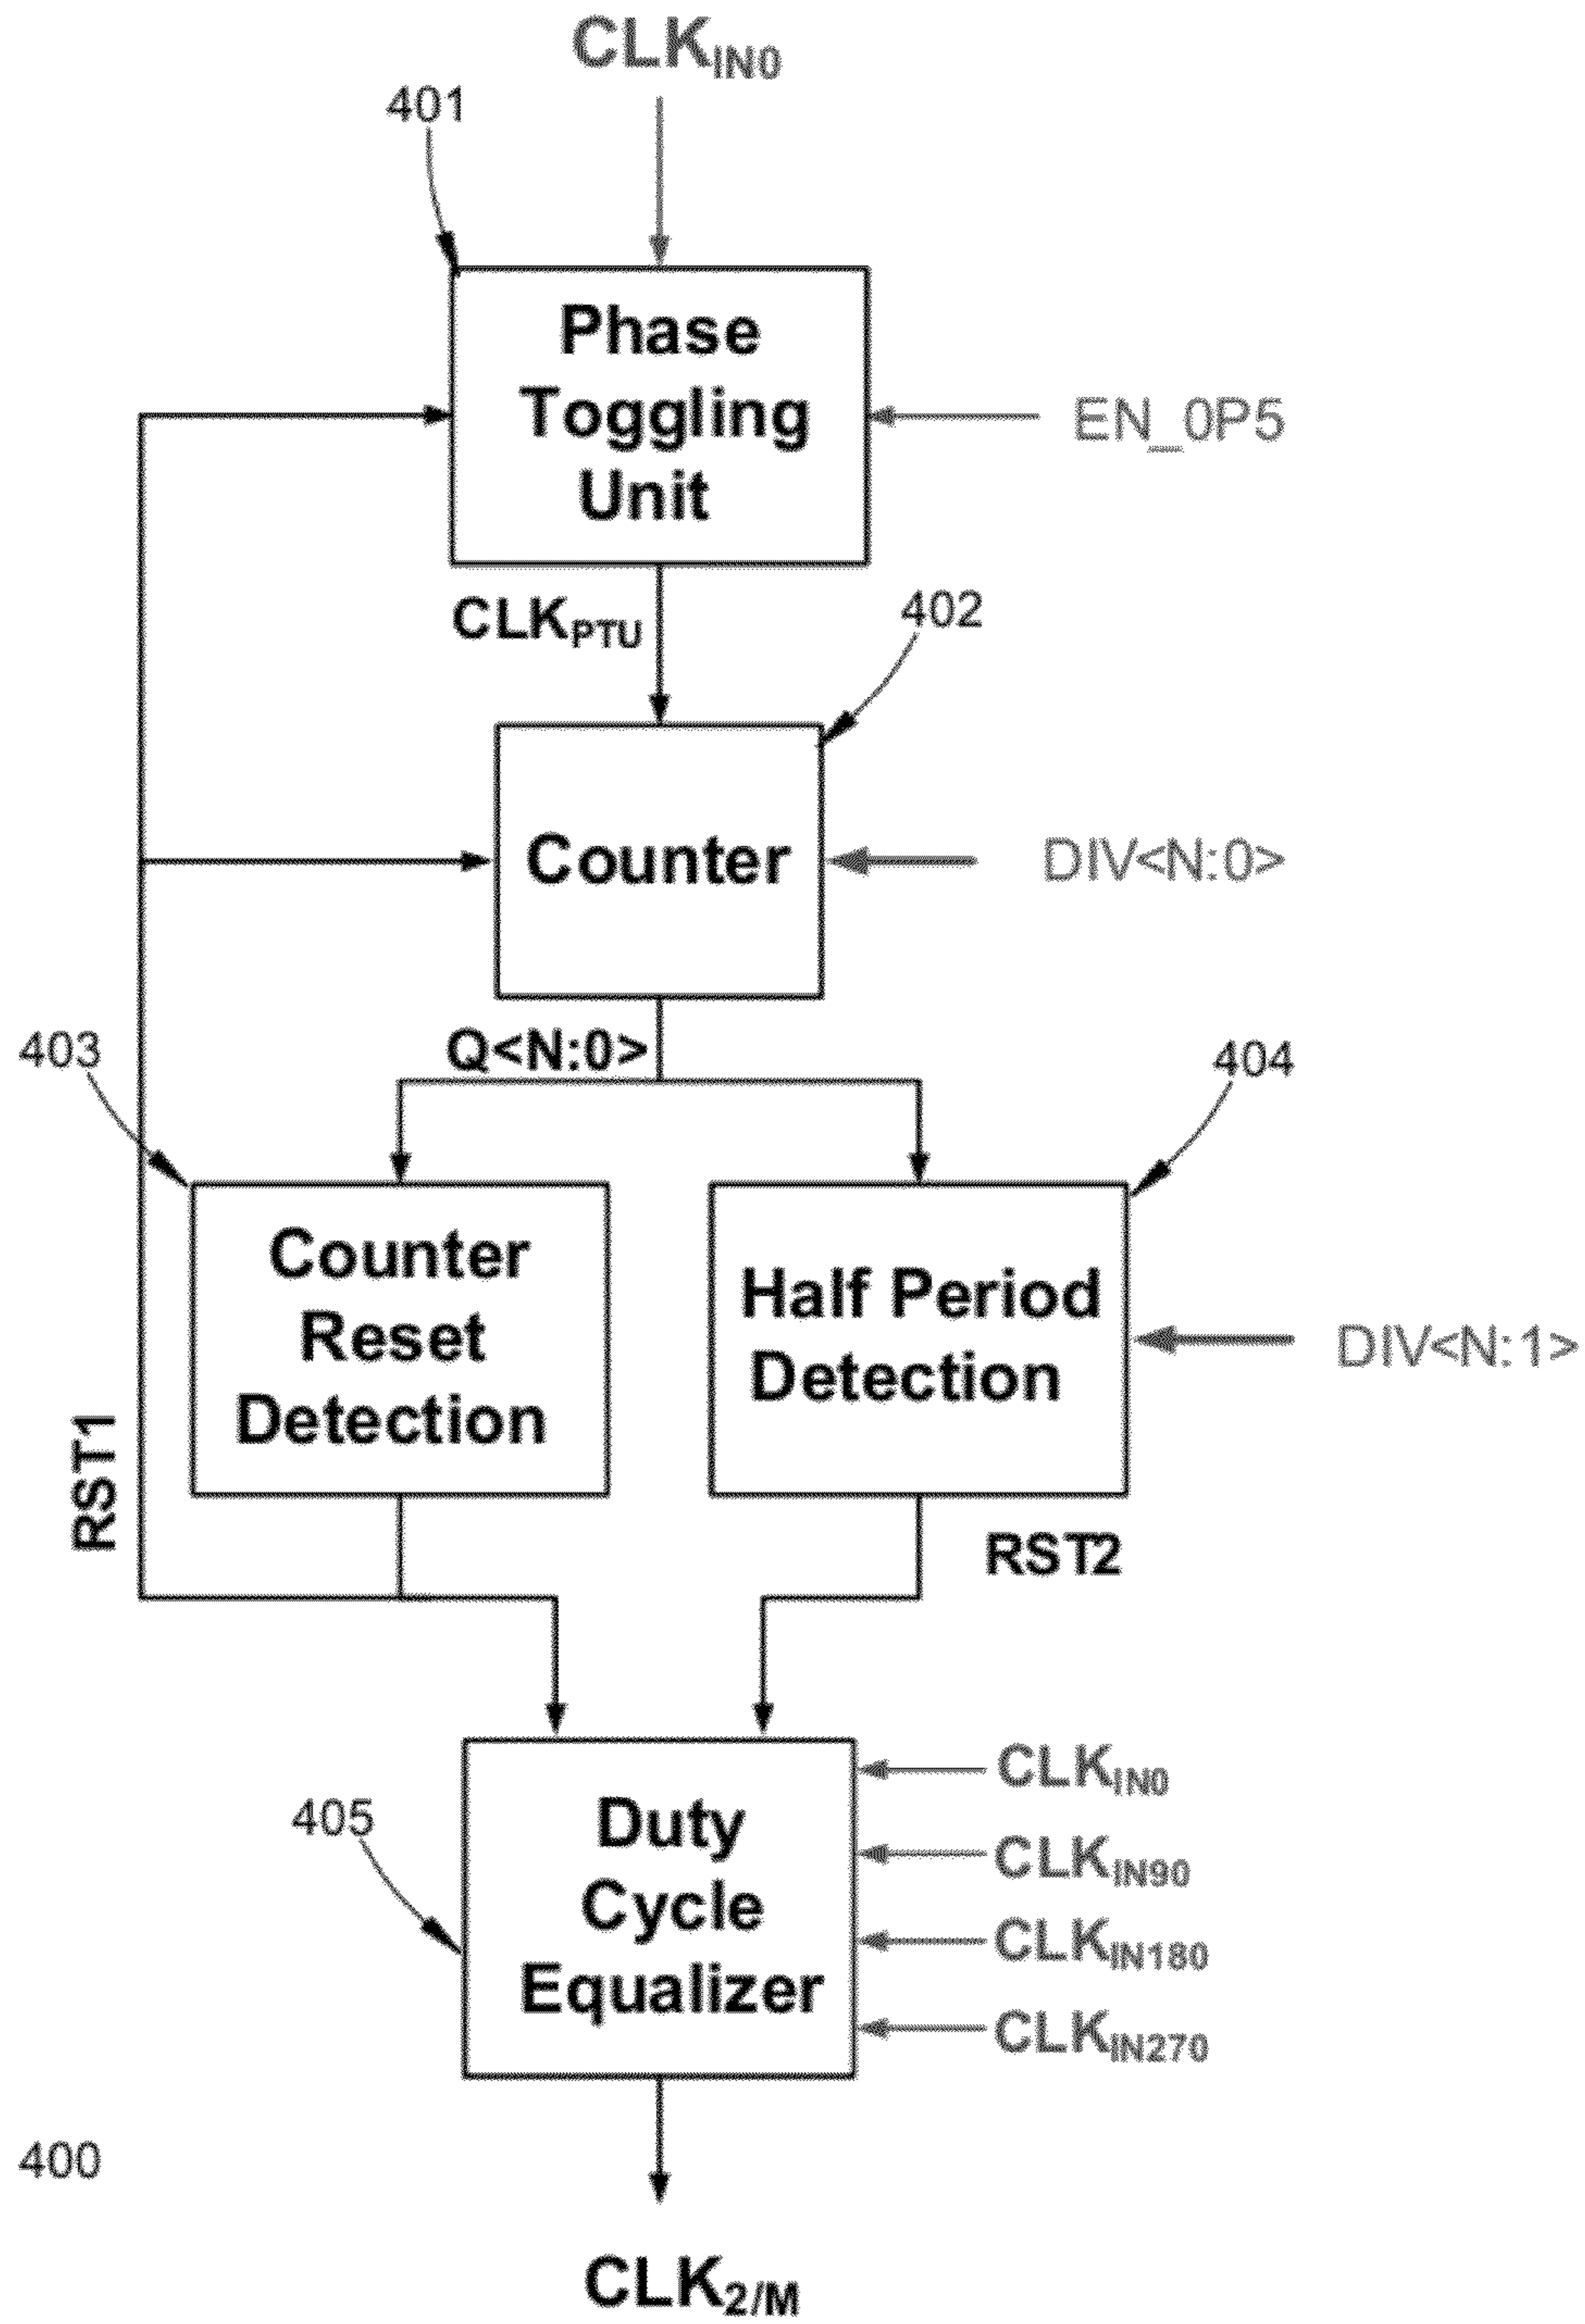 CLKIN0
401
Phase
Toggling
Unit
EN_0P5
CLKPTU
402
Counter
DIV<N:0>
Q<N:0>
403
404
Counter
Reset
Detection
Half Period
Detection
DIV<N:1>
RST1
RST2
405
Duty
Cycle
Equalizer
CLKIN0
CLKIN90
CLKIN180
CLKIN270
400
CLK2/M